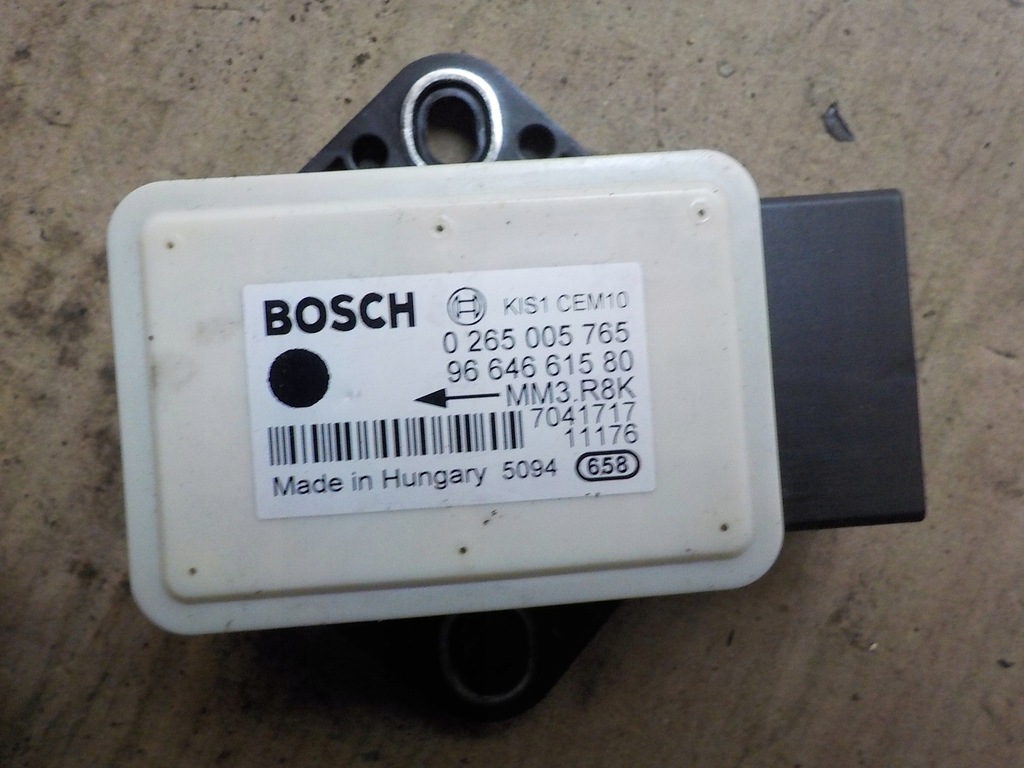 BOSCH KIS1 CEM10
0 265 005 765
96 646 615 80
MM3.R8K
7041717
11176
Made in Hungary 5094 658